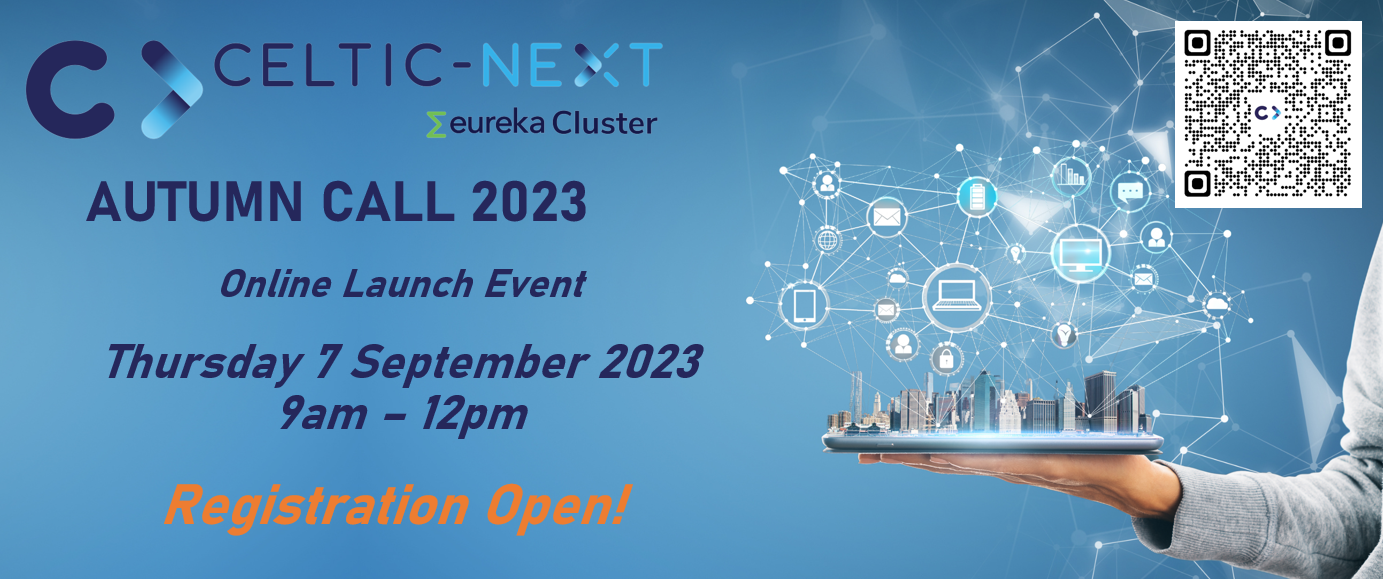 CELTIC-NEXT
eureka Cluster
AUTUMN CALL 2023
Online Launch Event
Thursday 7 September 2023
9am – 12pm
Registration Open!